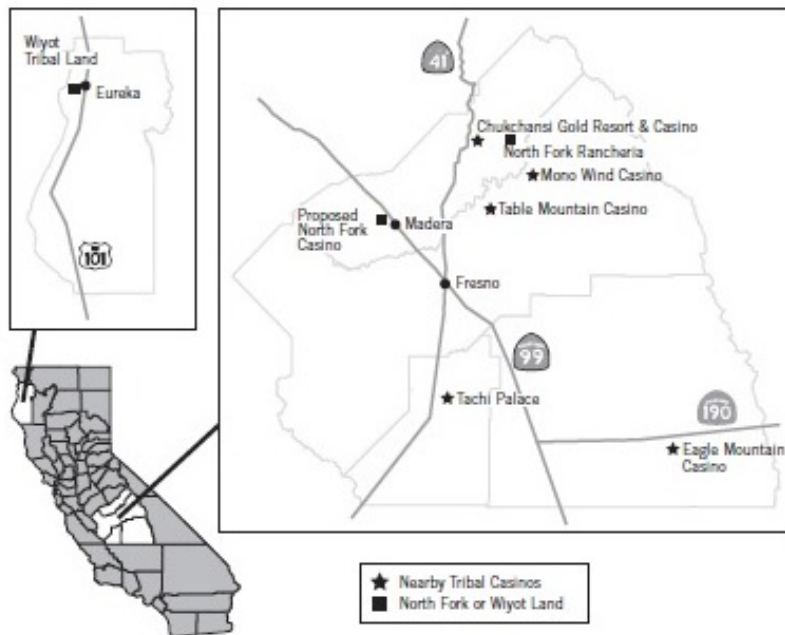 Wiyot
Tribal Land
Eureka
101
41
Chukchansi Gold Resort & Casino
North Fork Rancheria
Mono Wind Casino
Table Mountain Casino
Proposed
North Fork
Casino
Madera
Fresno
99
Tachi Palace
190
Eagle Mountain
Casino
Nearby Tribal Casinos
North Fork or Wiyot Land